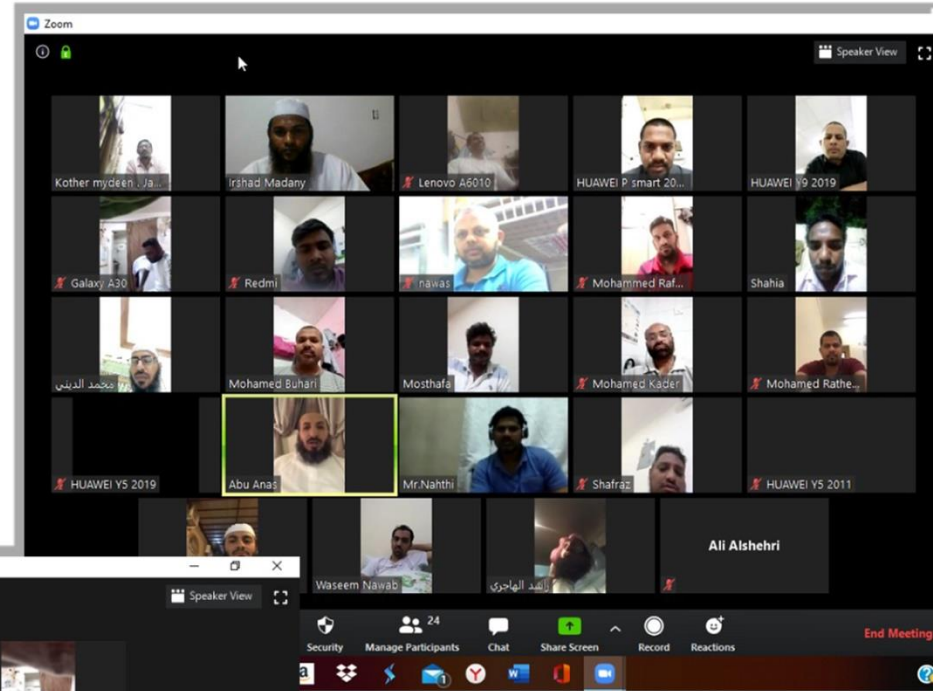 Zoom
Speaker View
Kother mydeen . Ja...
Irshad Madany
Lenovo A6010
HUAWEI P smart 20...
HUAWEI Y9 2019
Galaxy A30
Redmi
nawas
Mohammed Raf...
Shahia
محمد الديني
Mohamed Buhari
Mosthafa
Mohamed Kader
Mohamed Rathe...
HUAWEI Y5 2019
Abu Anas
Mr.Nahthi
Shafraz
HUAWEI Y5 2011
Waseem Nawab
راشد الهاجري
Ali Alshehri
Speaker View
24
Security
Manage Participants
Chat
Share Screen
Record
Reactions
End Meeting
1